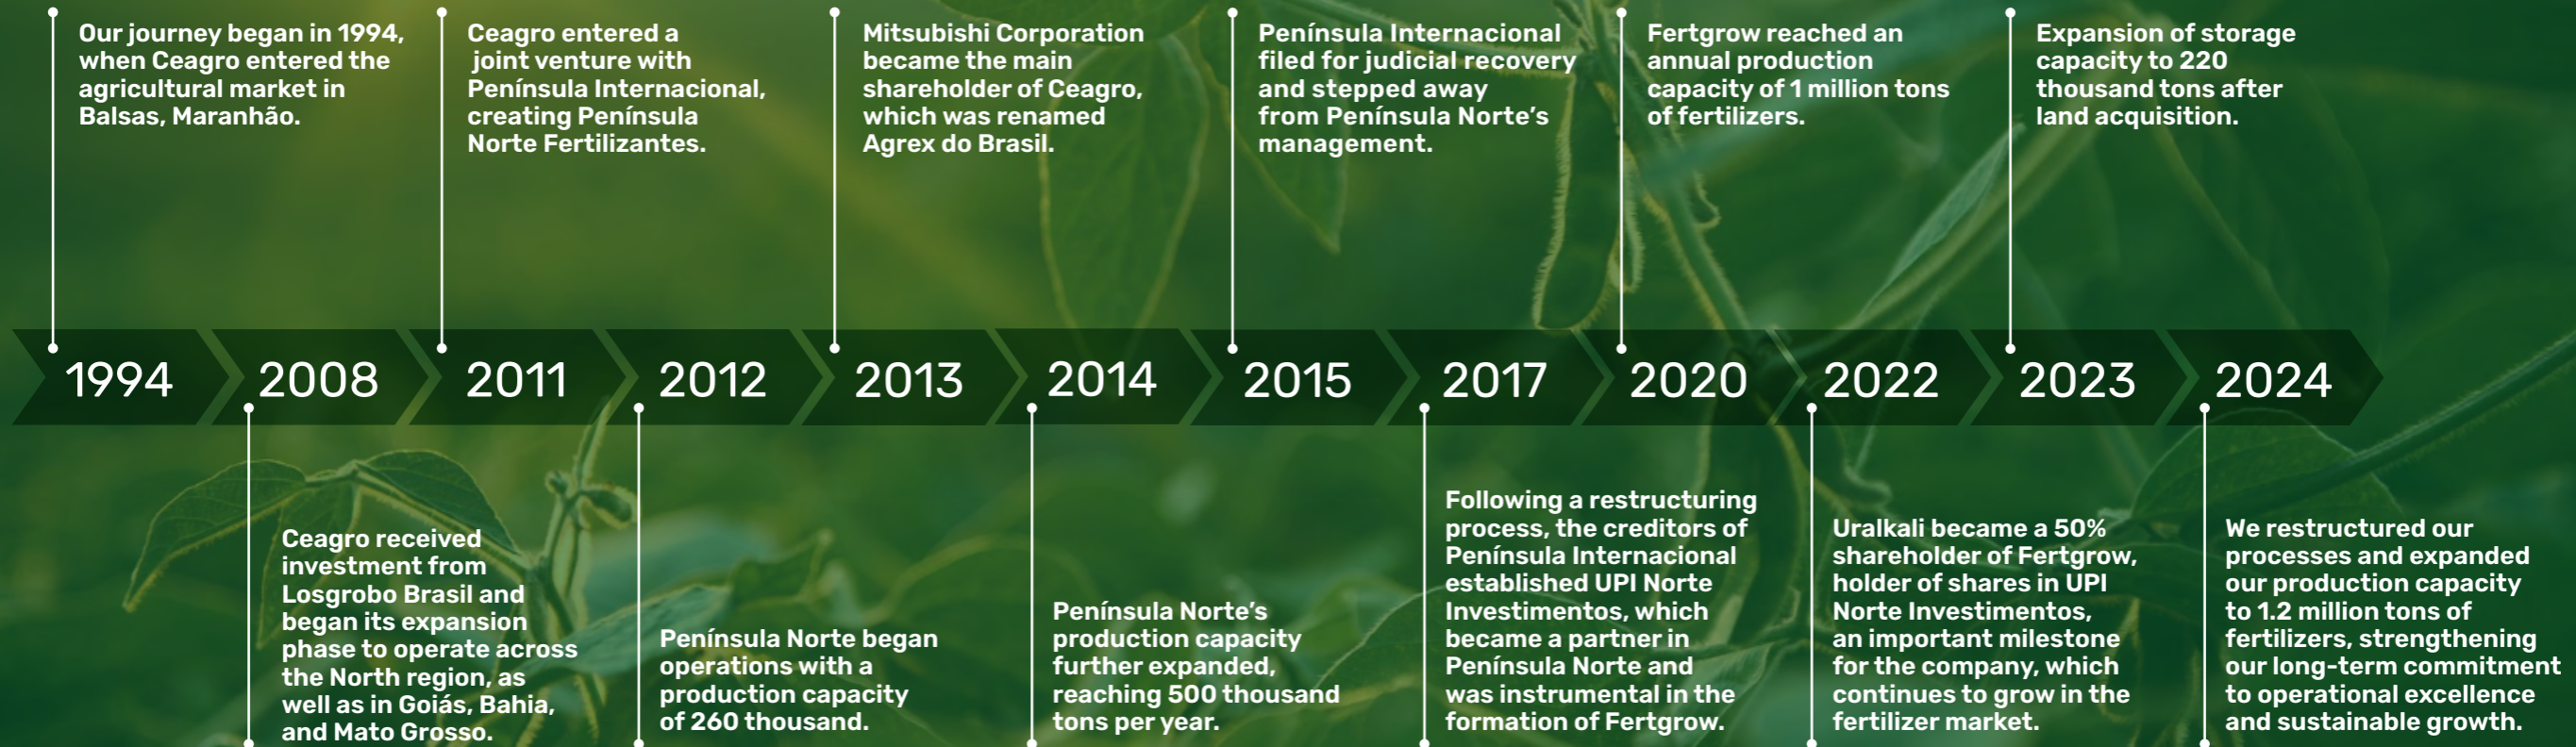 Our journey began in 1994,
when Ceagro entered the
agricultural market in
Balsas, Maranhão.
Ceagro entered a
joint venture with
Península Internacional,
creating Península
Norte Fertilizantes.
Mitsubishi Corporation
became the main
shareholder of Ceagro,
which was renamed
Agrex do Brasil.
Península Internacional
filed for judicial recovery
and stepped away
from Península Norte’s
management.
Fertgrow reached an
annual production
capacity of 1 million tons
of fertilizers.
Expansion of storage
capacity to 220
thousand tons after
land acquisition.
1994
2008
2011
2012
2013
2014
2015
2017
2020
2022
2023
2024
Ceagro received
investment from
Losgrobo Brasil and
began its expansion
phase to operate across
the North region, as
well as in Goiás, Bahia,
and Mato Grosso.
Península Norte began
operations with a
production capacity
of 260 thousand.
Península Norte’s
production capacity
further expanded,
reaching 500 thousand
tons per year.
Following a restructuring
process, the creditors of
Península Internacional
established UPI Norte
Investimentos, which
became a partner in
Península Norte and
was instrumental in the
formation of Fertgrow.
Uralkali became a 50%
shareholder of Fertgrow,
holder of shares in UPI
Norte Investimentos,
an important milestone
for the company, which
continues to grow in the
fertilizer market.
We restructured our
processes and expanded
our production capacity
to 1.2 million tons of
fertilizers, strengthening
our long-term commitment
to operational excellence
and sustainable growth.